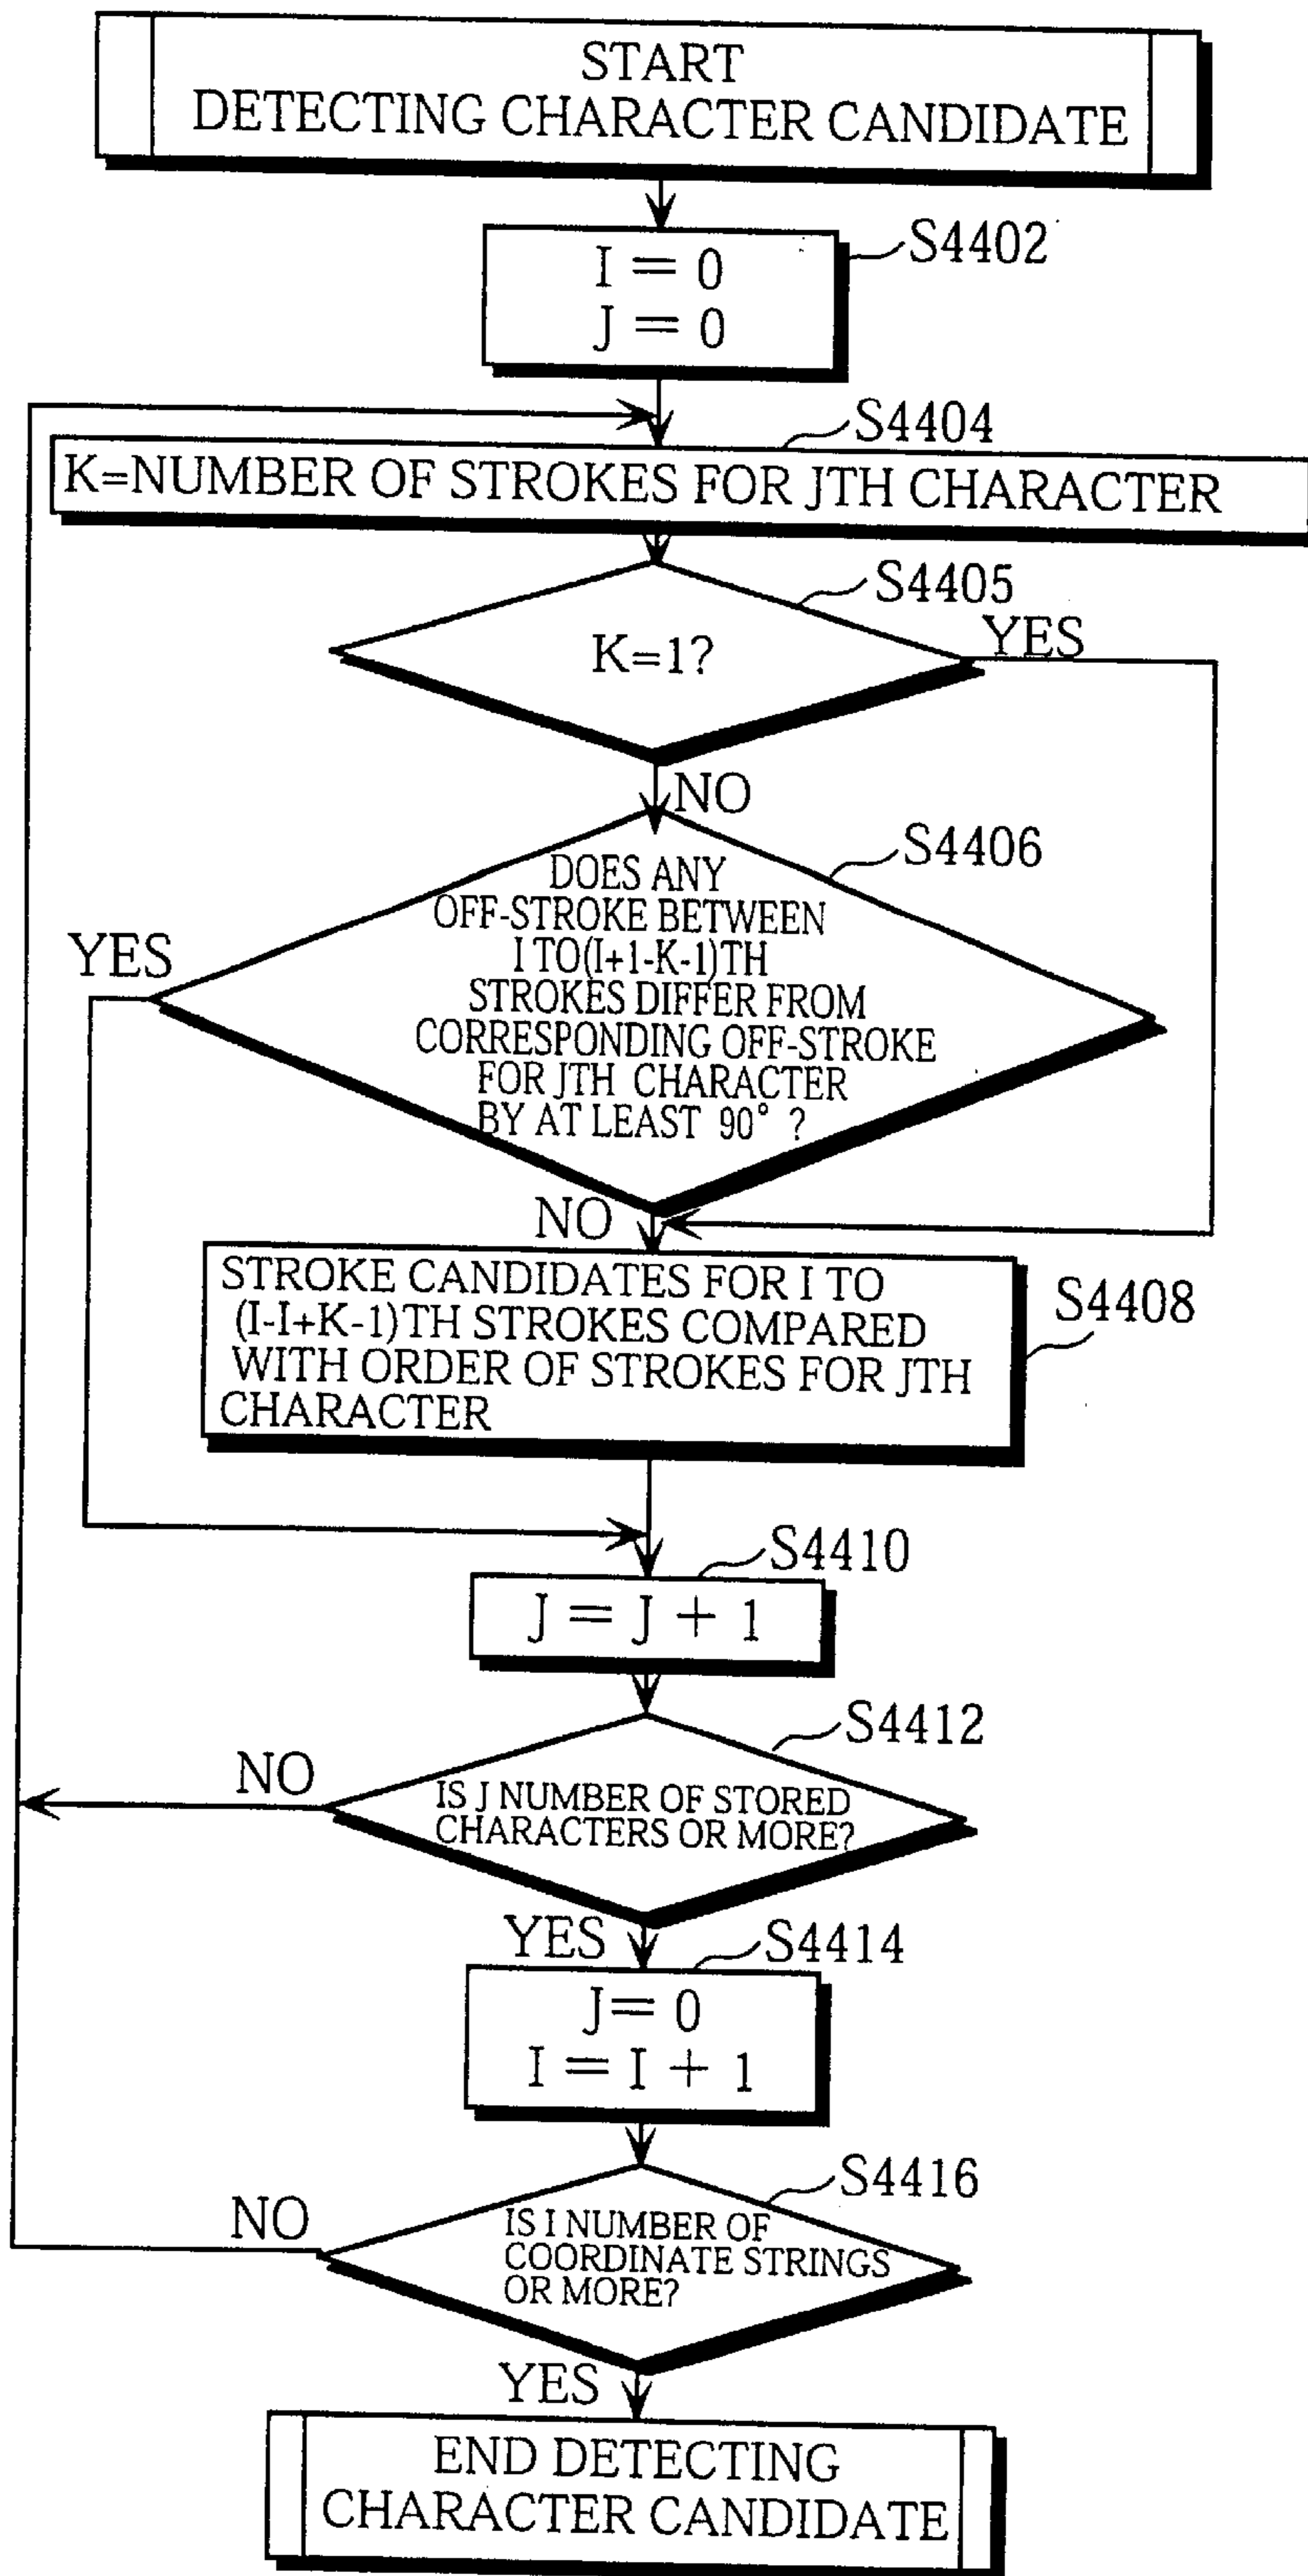 START
DETECTING CHARACTER CANDIDATE
S4402
I = 0
J = 0
S4404
K=NUMBER OF STROKES FOR JTH CHARACTER
S4405
K=1?
YES
NO
S4406
DOES ANY
OFF-STROKE BETWEEN
I TO(I+1-K-1)TH
STROKES DIFFER FROM
CORRESPONDING OFF-STROKE
FOR JTH CHARACTER
BY AT LEAST 90° ?
YES
NO
STROKE CANDIDATES FOR I TO
(I-I+K-1)TH STROKES COMPARED
WITH ORDER OF STROKES FOR JTH
CHARACTER
S4408
S4410
J = J + 1
S4412
NO
IS J NUMBER OF STORED
CHARACTERS OR MORE?
YES
S4414
J= 0
I = I + 1
S4416
NO
IS I NUMBER OF
COORDINATE STRINGS
OR MORE?
YES
END DETECTING
CHARACTER CANDIDATE